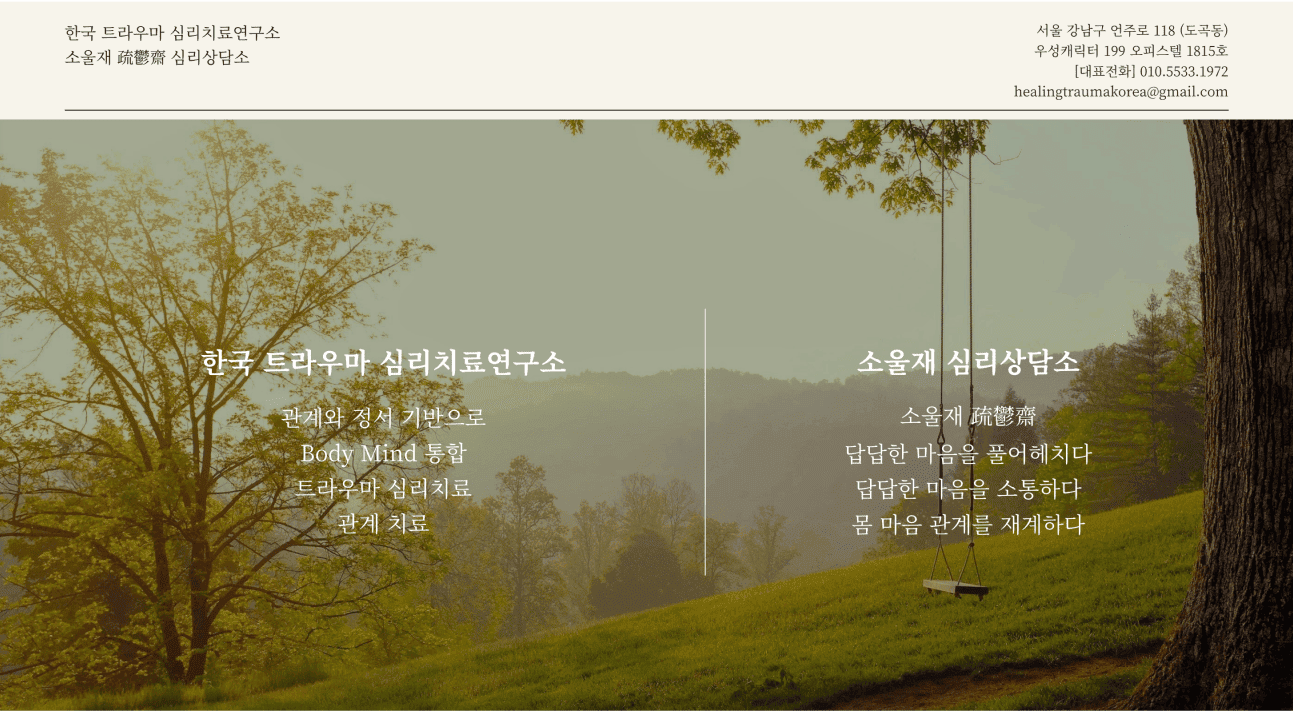 한국 트라우마 심리치료연구소
소울재 疏鬱齋 심리상담소
서울 강남구 언주로 118 (도곡동)
우성캐릭터 199 오피스텔 1815호
[대표전화] 010.5533.1972
healingtraumakorea@gmail.com
한국 트라우마 심리치료연구소
관계와 정서 기반으로
Body Mind 통합
트라우마 심리치료
관계 치료
소울재 심리상담소
소울재 疏鬱齋
답답한 마음을 풀어헤치다
답답한 마음을 소통하다
몸 마음 관계를 재계하다